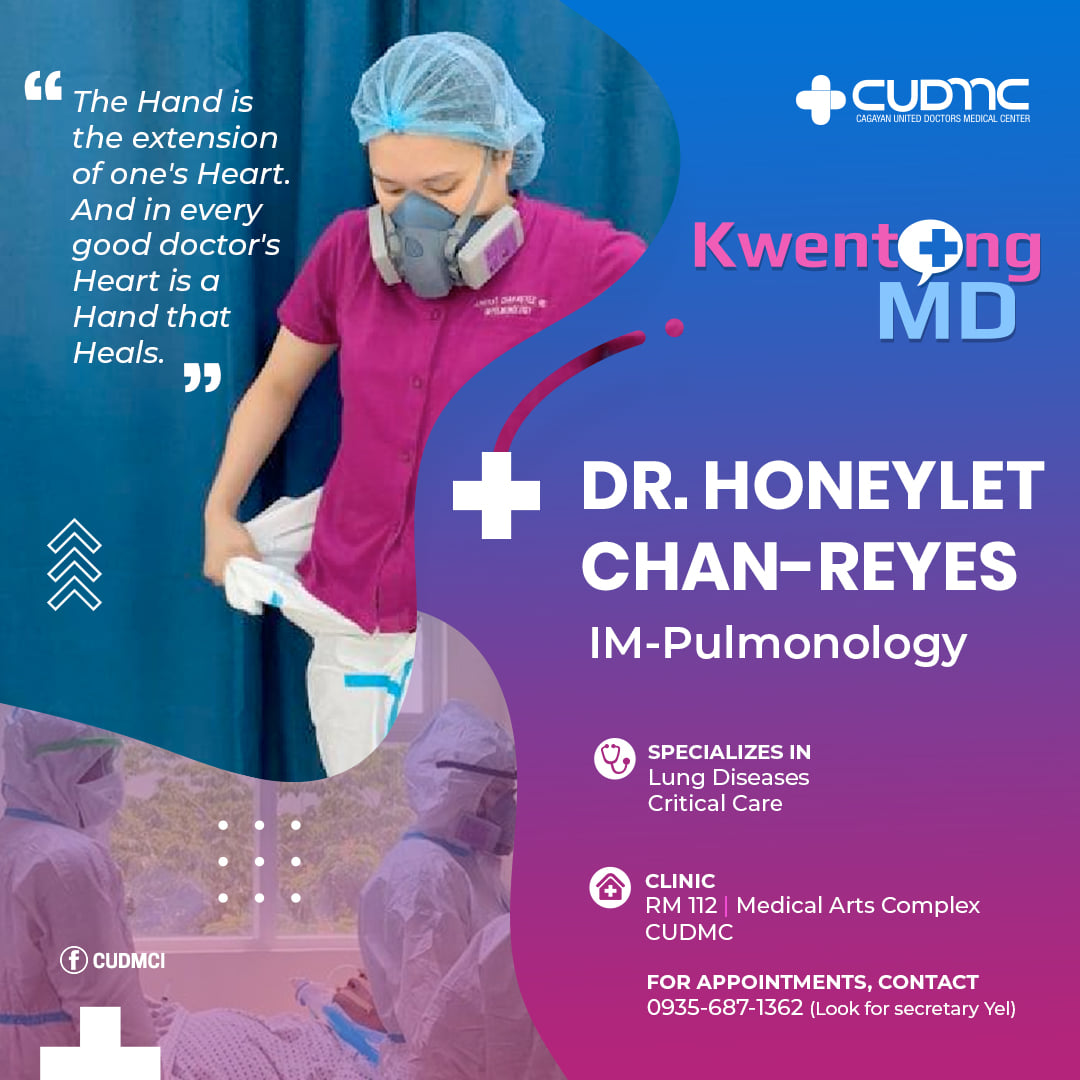 “ The Hand is
the extension
of one's Heart.
And in every
good doctor's
Heart is a
Hand that
Heals. ”
CUDMC
CAGAYAN UNITED DOCTORS MEDICAL CENTER
Kwentong
MD
DR. HONEYLET
CHAN-REYES
IM-Pulmonology
SPECIALIZES IN
Lung Diseases
Critical Care
CLINIC
RM 112 | Medical Arts Complex
CUDMC
FOR APPOINTMENTS, CONTACT
0935-687-1362 (Look for secretary Yel)
CUDMCI